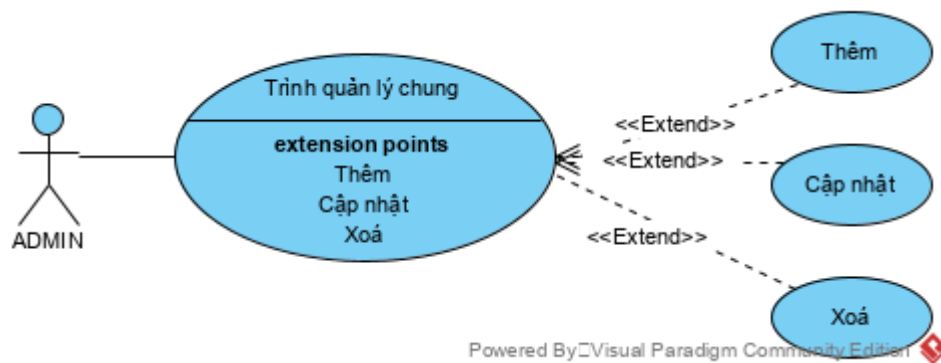 Trình quản lý chung
extension points
Thêm
Cập nhật
Xoá
ADMIN
<<Extend>>
<<Extend>>
<<Extend>>
Thêm
Cập nhật
Xoá
Powered By□Visual Paradigm Community Edition